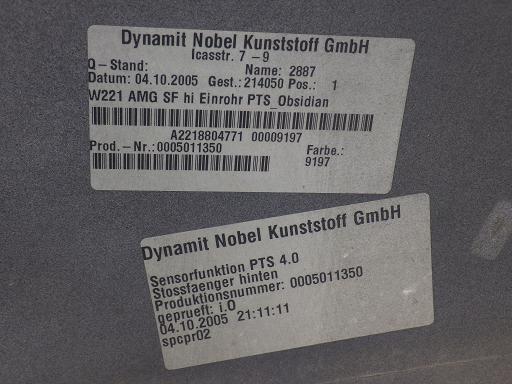 Dynamit Nobel Kunststoff GmbH
Icasstr. 7 - 9
Q - Stand: Name: 2887
Datum: 04.10.2005 Gest.: 214050 Pos.: 1
W221 AMG SF hi Einrohr PTS_Obsidian
A2218804771 00009197
Prod. - Nr.: 0005011350 Farbe.:
9197
Dynamit Nobel Kunststoff GmbH
Sensorfunktion PTS 4.0
Stossfaenger hinten
Produktionsnummer: 0005011350
geprueft: i.O
04.10.2005 21:11:11
spcpr02